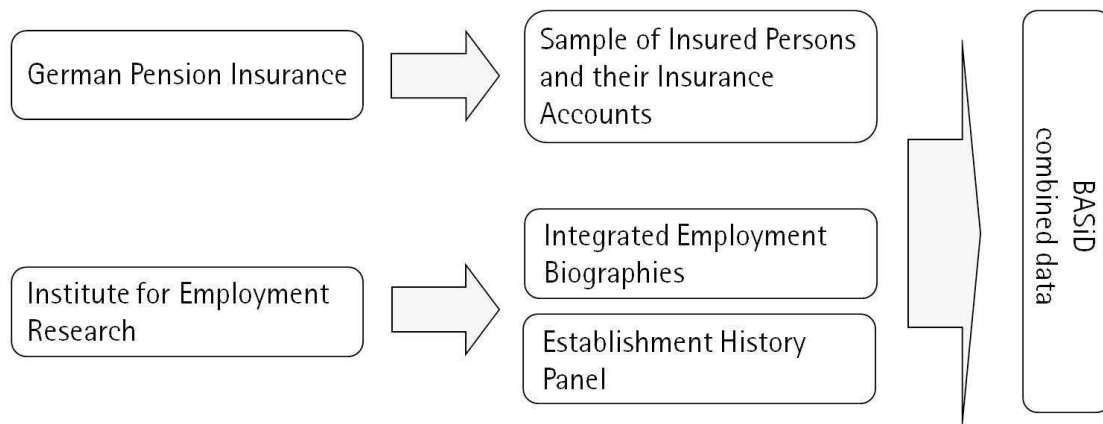 German Pension Insurance
Sample of Insured Persons
and their Insurance
Accounts
Institute for Employment
Research
Integrated Employment
Biographies
Establishment History
Panel
BASiD
combined data